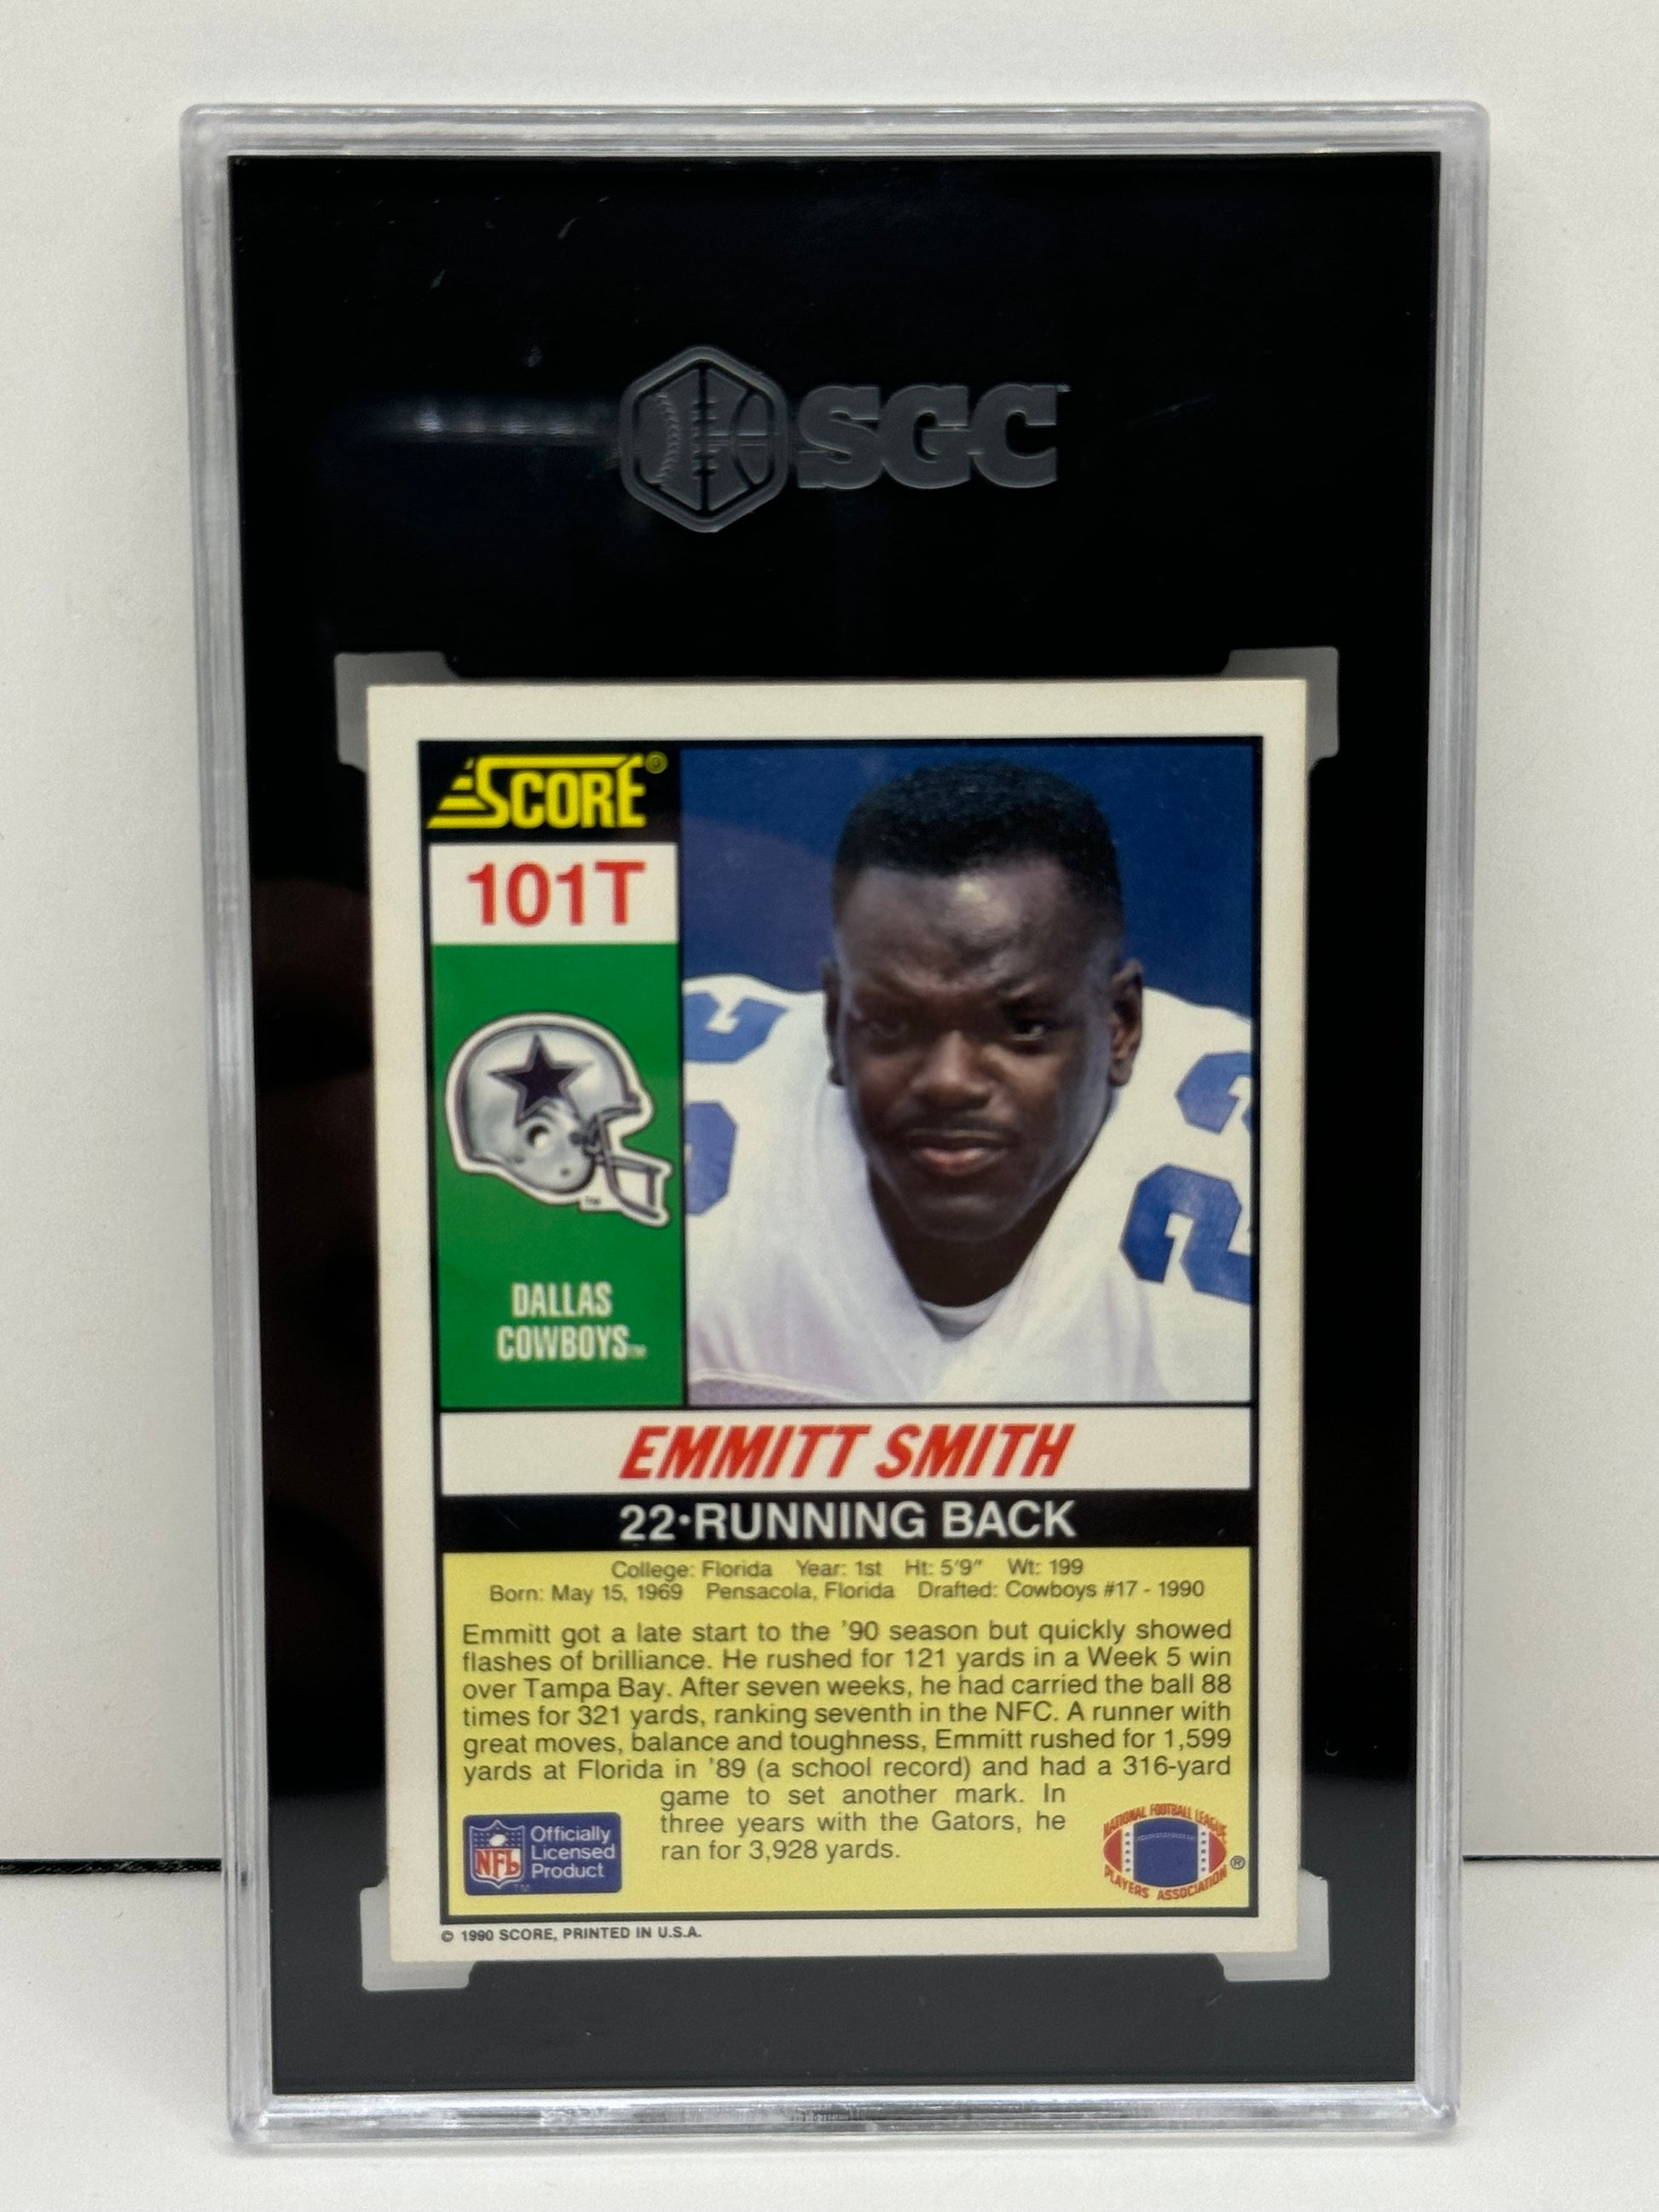 SGC
SCORE®
101T
DALLAS
COWBOYS™
EMMITT SMITH
22•RUNNING BACK
College: Florida Year: 1st Ht: 5'9" Wt: 199
Born: May 15, 1969 Pensacola, Florida Drafted: Cowboys #17 - 1990
Emmitt got a late start to the '90 season but quickly showed
flashes of brilliance. He rushed for 121 yards in a Week 5 win
over Tampa Bay. After seven weeks, he had carried the ball 88
times for 321 yards, ranking seventh in the NFC. A runner with
great moves, balance and toughness, Emmitt rushed for 1,599
yards at Florida in '89 (a school record) and had a 316-yard
game to set another mark. In
three years with the Gators, he
ran for 3,928 yards.
NFL
Officially
Licensed
Product
™
NATIONAL FOOTBALL LEAGUE
PLAYERS ASSOCIATION
®
© 1990 SCORE, PRINTED IN U.S.A.